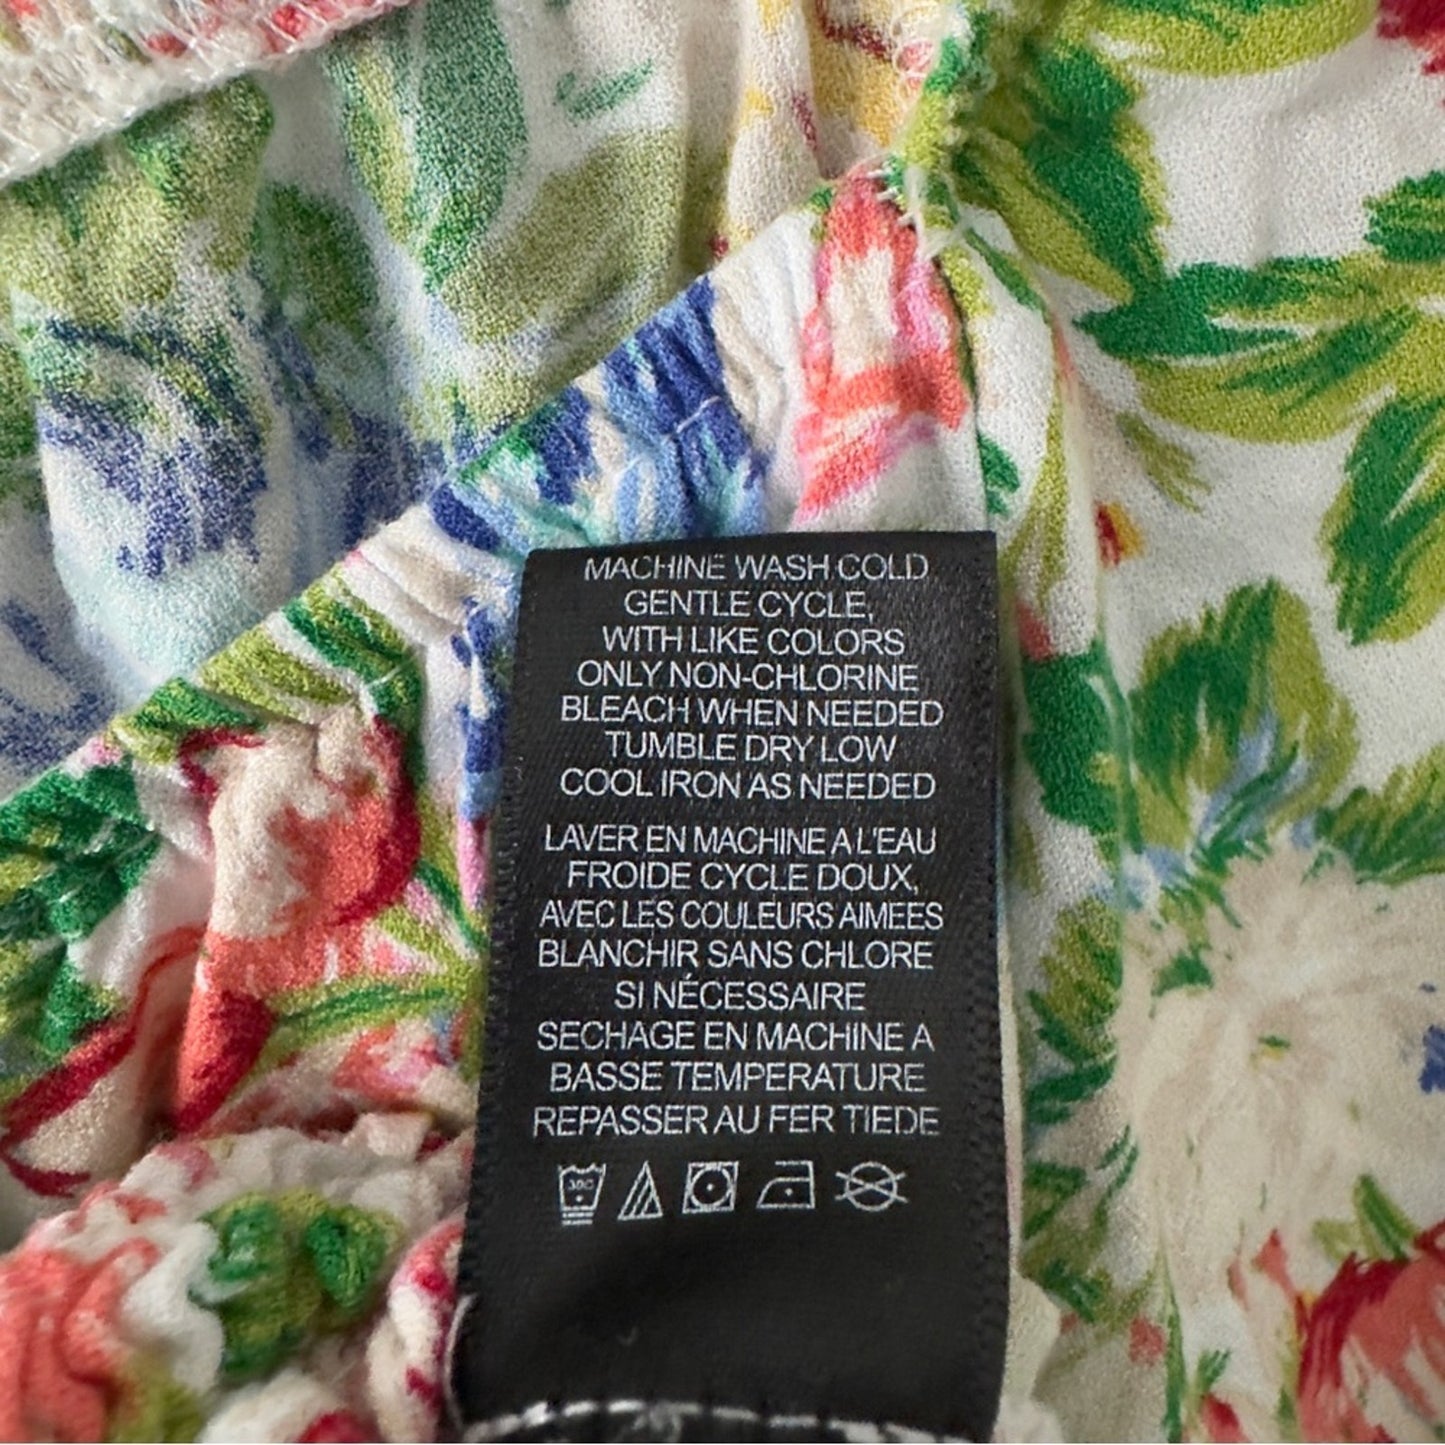 MACHINE WASH COLD
GENTLE CYCLE,
WITH LIKE COLORS
ONLY NON-CHLORINE
BLEACH WHEN NEEDED
TUMBLE DRY LOW
COOL IRON AS NEEDED
LAVER EN MACHINE A L'EAU
FROIDE CYCLE DOUX,
AVEC LES COULEURS AIMEES
BLANCHIR SANS CHLORE
SI NÉCESSAIRE
SECHAGE EN MACHINE A
BASSE TEMPERATURE
REPASSER AU FER TIEDE
30C